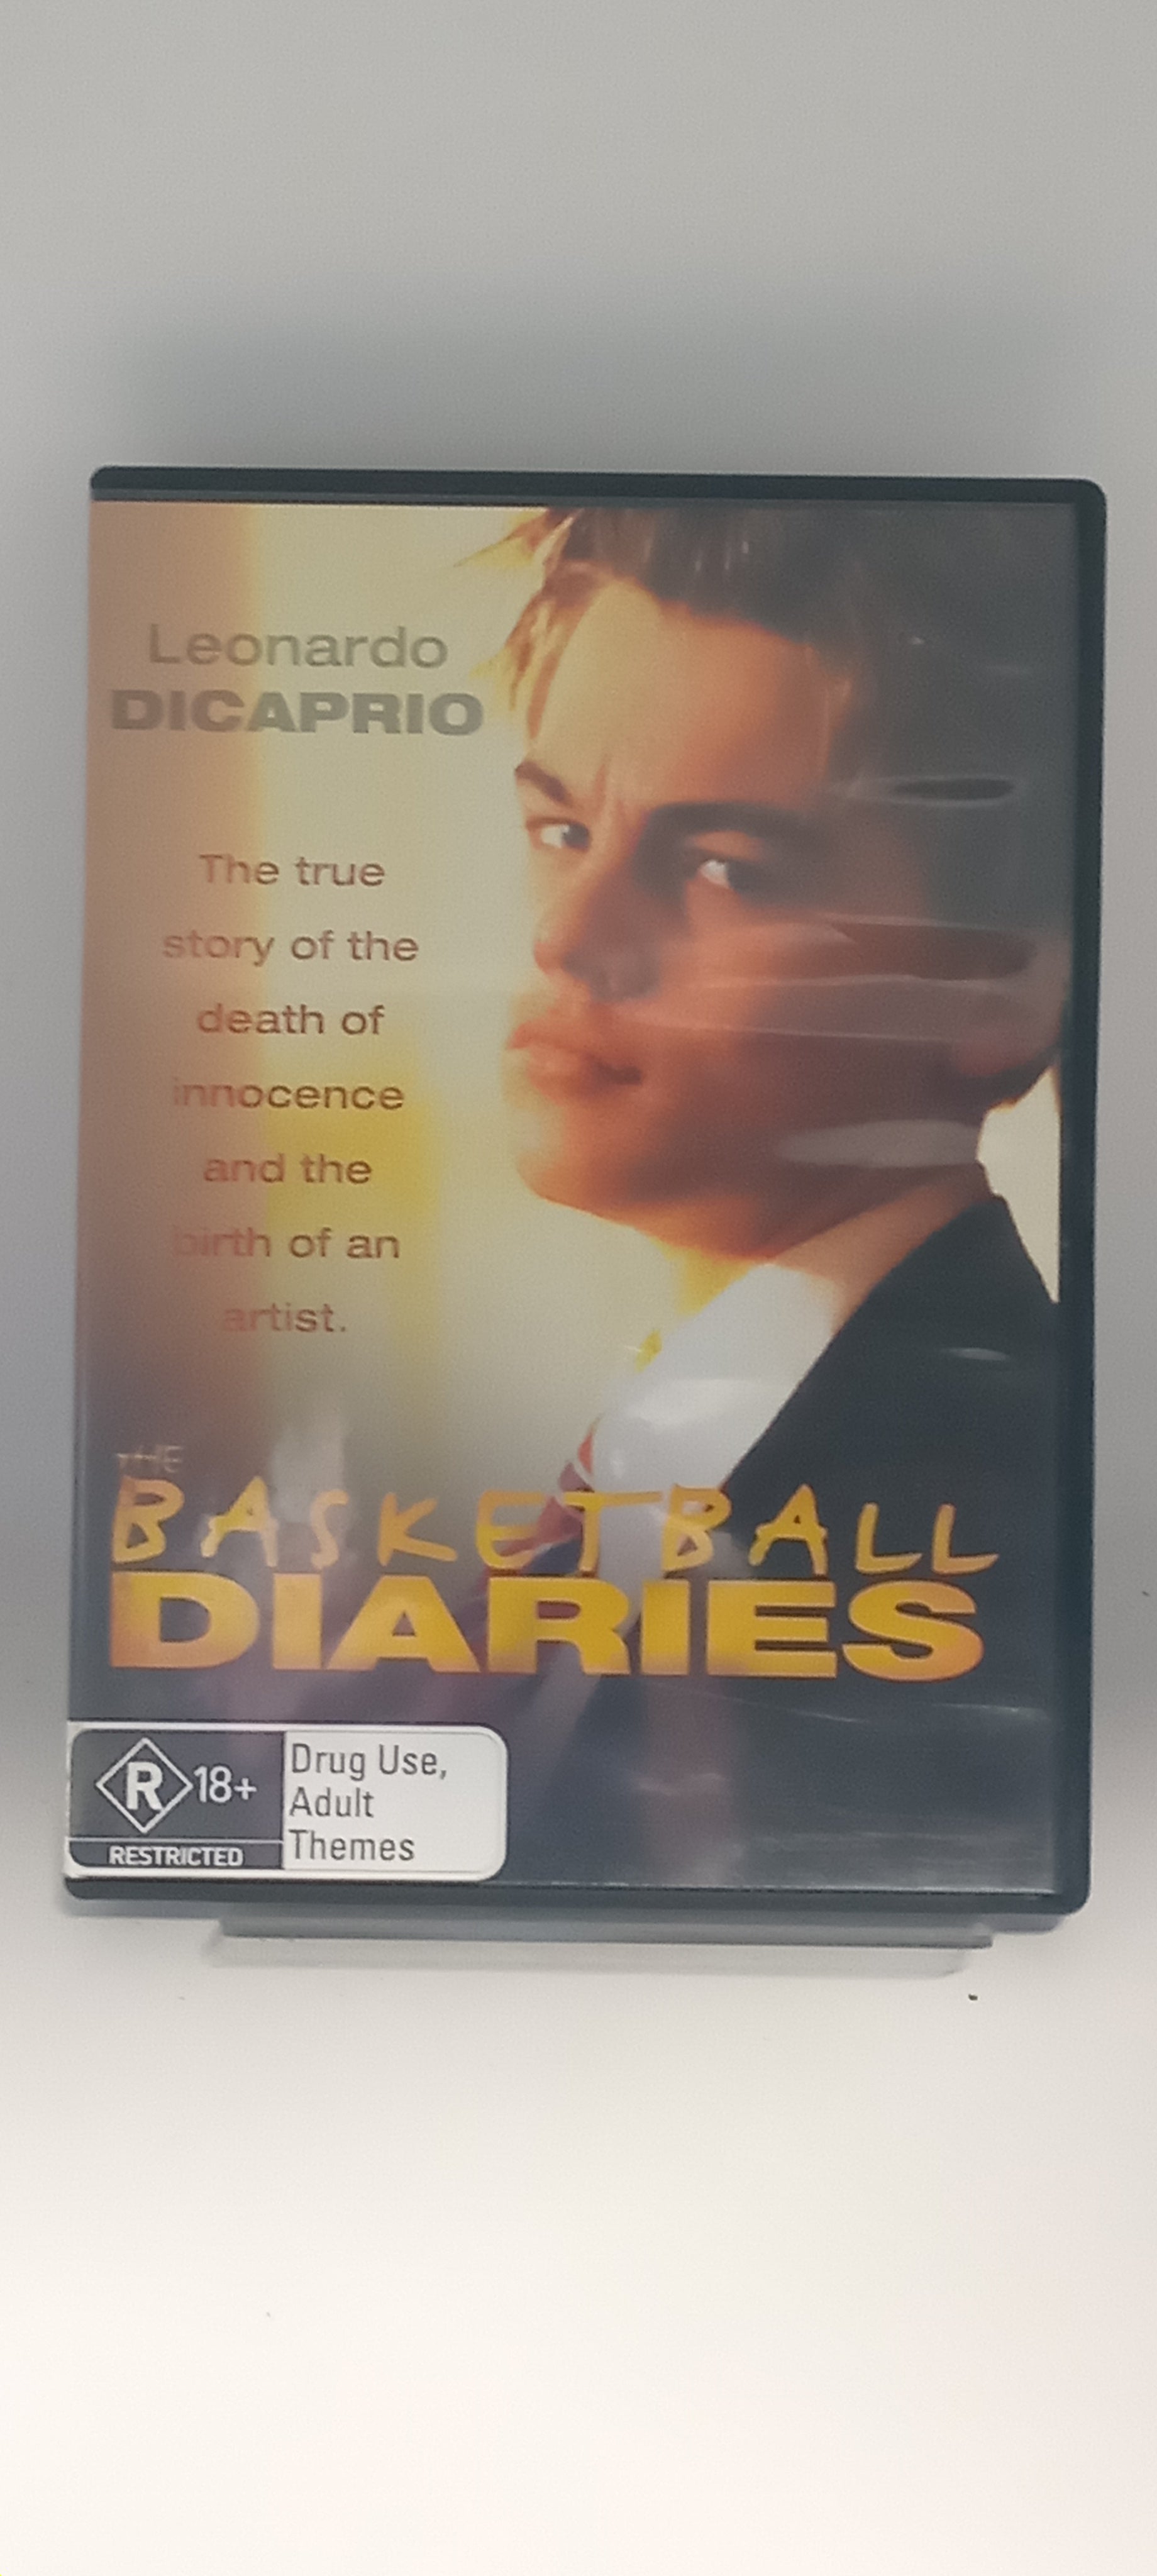 Leonardo
DICAPRIO
The true
story of the
death of
innocence
and the
birth of an
artist.
THE
BASKETBALL
DIARIES
R 18+
RESTRICTED
Drug Use,
Adult
Themes